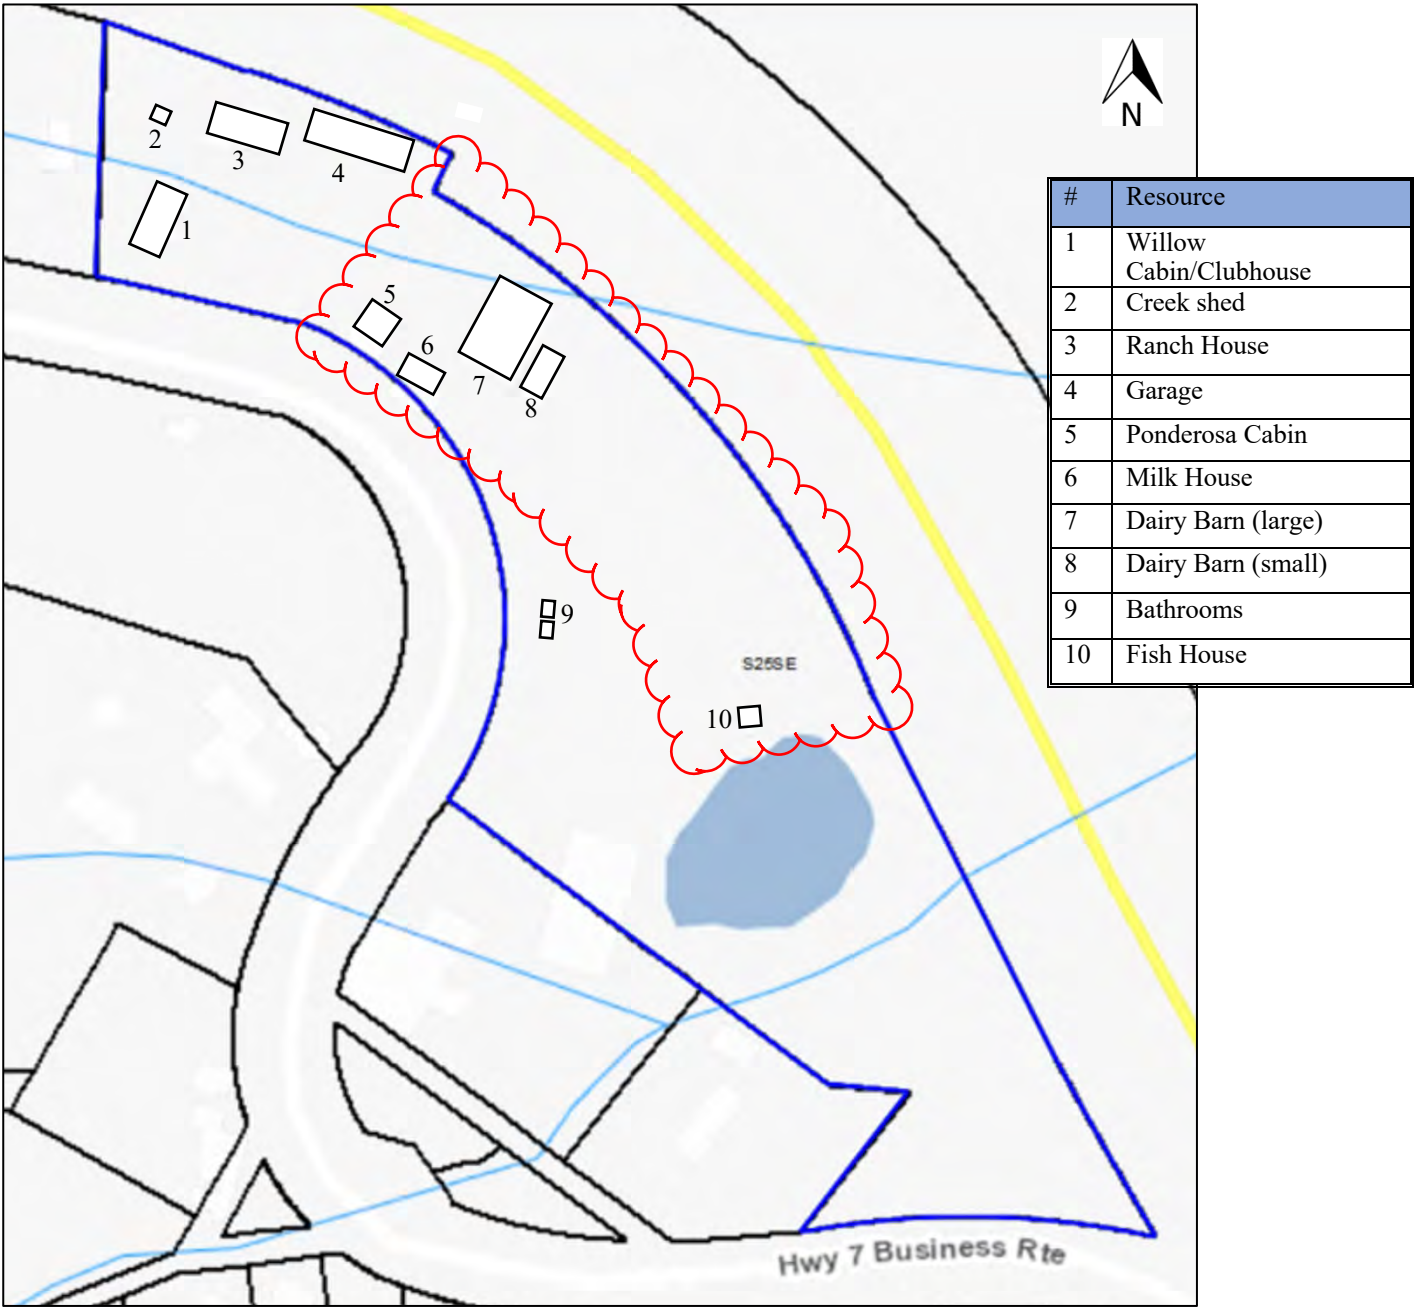 N
# Resource
1 Willow
Cabin/Clubhouse
2 Creek shed
3 Ranch House
4 Garage
5 Ponderosa Cabin
6 Milk House
7 Dairy Barn (large)
8 Dairy Barn (small)
9 Bathrooms
10 Fish House
2
3
4
1
5
6
7
8
9
S25SE
10
Hwy 7 Business Rte